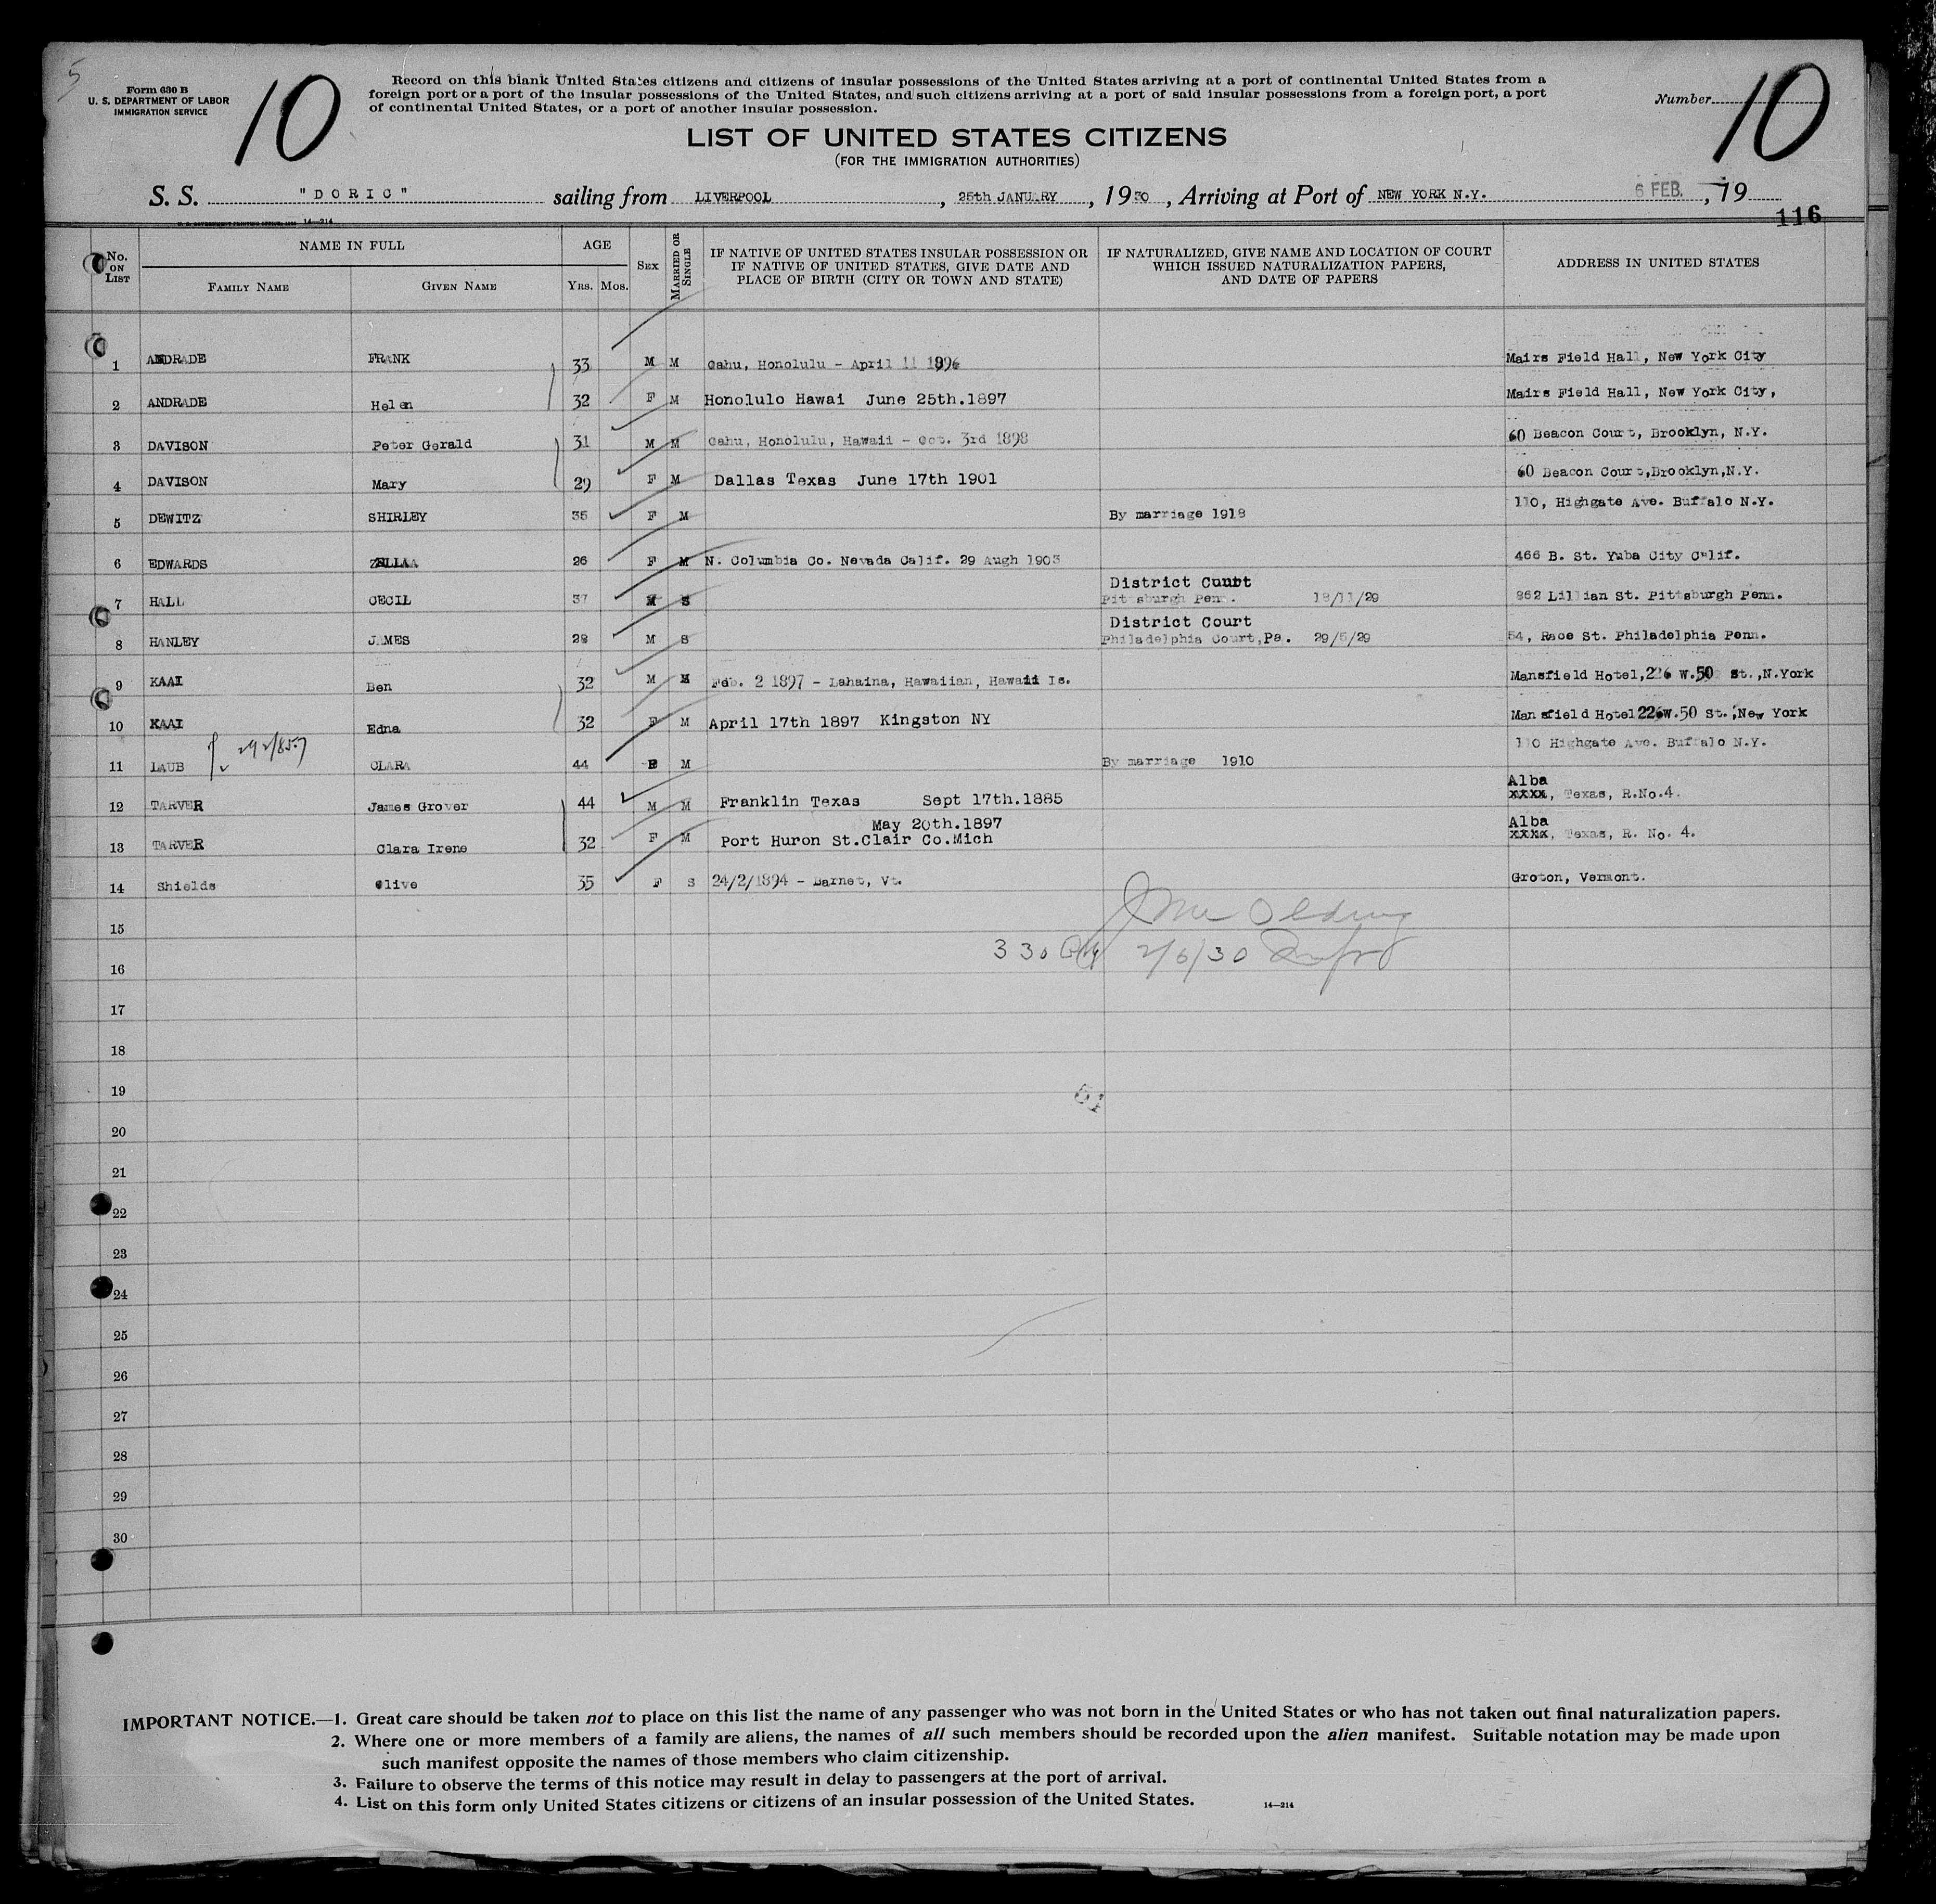 5
Form 630 B
U. S. DEPARTMENT OF LABOR
IMMIGRATION SERVICE
10
Record on this blank United States citizens and citizens of insular possessions of the United States arriving at a port of continental United States from a
foreign port or a port of the insular possessions of the United States, and such citizens arriving at a port of said insular possessions from a foreign port, a port
of continental United States, or a port of another insular possession.
Number 10
LIST OF UNITED STATES CITIZENS
(FOR THE IMMIGRATION AUTHORITIES)
S. S. "DORIC" sailing from LIVERPOOL, 25th JANUARY, 1930, Arriving at Port of NEW YORK N.Y. 6 FEB., 19
14—214
116
No. on List NAME IN FULL AGE Sex Married or Single IF NATIVE OF UNITED STATES INSULAR POSSESSION OR IF NATIVE OF UNITED STATES, GIVE DATE AND PLACE OF BIRTH (CITY OR TOWN AND STATE) IF NATURALIZED, GIVE NAME AND LOCATION OF COURT WHICH ISSUED NATURALIZATION PAPERS, AND DATE OF PAPERS ADDRESS IN UNITED STATES
Family Name Given Name Yrs. Mos.
1 ANDRADE FRANK 33 M M Oahu, Honolulu - April 11 1896 Mairs Field Hall, New York City
2 ANDRADE Helen 32 F M Honolulo Hawai June 25th.1897 Mairs Field Hall, New York City,
3 DAVISON Peter Gerald 31 M M Oahu, Honolulu, Hawaii - Oct. 3rd 1898 60 Beacon Court, Brooklyn, N.Y.
4 DAVISON Mary 29 F M Dallas Texas June 17th 1901 60 Beacon Court,Brooklyn,N.Y.
5 DEWITZ SHIRLEY 36 F M By marriage 1918 110, Highgate Ave. Buffalo N.Y.
6 EDWARDS 26 F M N. Columbia Co. Nevada Calif. 29 Augh 1903 466 B. St. Yuba City Calif.
District Court
7 HALL CECIL 37 M S Pittsburgh Penn. 18/11/29 862 Lillian St. Pittsburgh Penn.
District Court
8 HANLEY JAMES 28 M S Philadelphia Court,Pa. 29/5/29 54, Race St. Philadelphia Penn.
9 KAAI Ben 32 M M Feb. 2 1897 - Lahaina, Hawaiian, Hawaii Is. Mansfield Hotel,226 W.50 St.,N.York
10 KAAI Edna 32 F M April 17th 1897 Kingston NY Mansfield Hotel 226W.50 St.,New York
11 LAUB CLARA 44 F M By marriage 1910 110 Highgate Ave. Buffalo N.Y.
Alba
12 TARVER James Grover 44 M M Franklin Texas Sept 17th.1885 xxxx, Texas, R.No.4.
May 20th.1897 Alba
13 TARVER Clara Irene 32 F M Port Huron St.Clair Co.Mich xxxx, Texas, R. No. 4.
14 Shields Olive 35 F S 24/2/1894 - Barnet, Vt. Groton, Vermont.
15
330 2/6/30
16
17
18
19
51
20
21
22
23
24
25
26
27
28
29
30
IMPORTANT NOTICE.—1. Great care should be taken not to place on this list the name of any passenger who was not born in the United States or who has not taken out final naturalization papers.
2. Where one or more members of a family are aliens, the names of all such members should be recorded upon the alien manifest. Suitable notation may be made upon
such manifest opposite the names of those members who claim citizenship.
3. Failure to observe the terms of this notice may result in delay to passengers at the port of arrival.
4. List on this form only United States citizens or citizens of an insular possession of the United States.
14—214